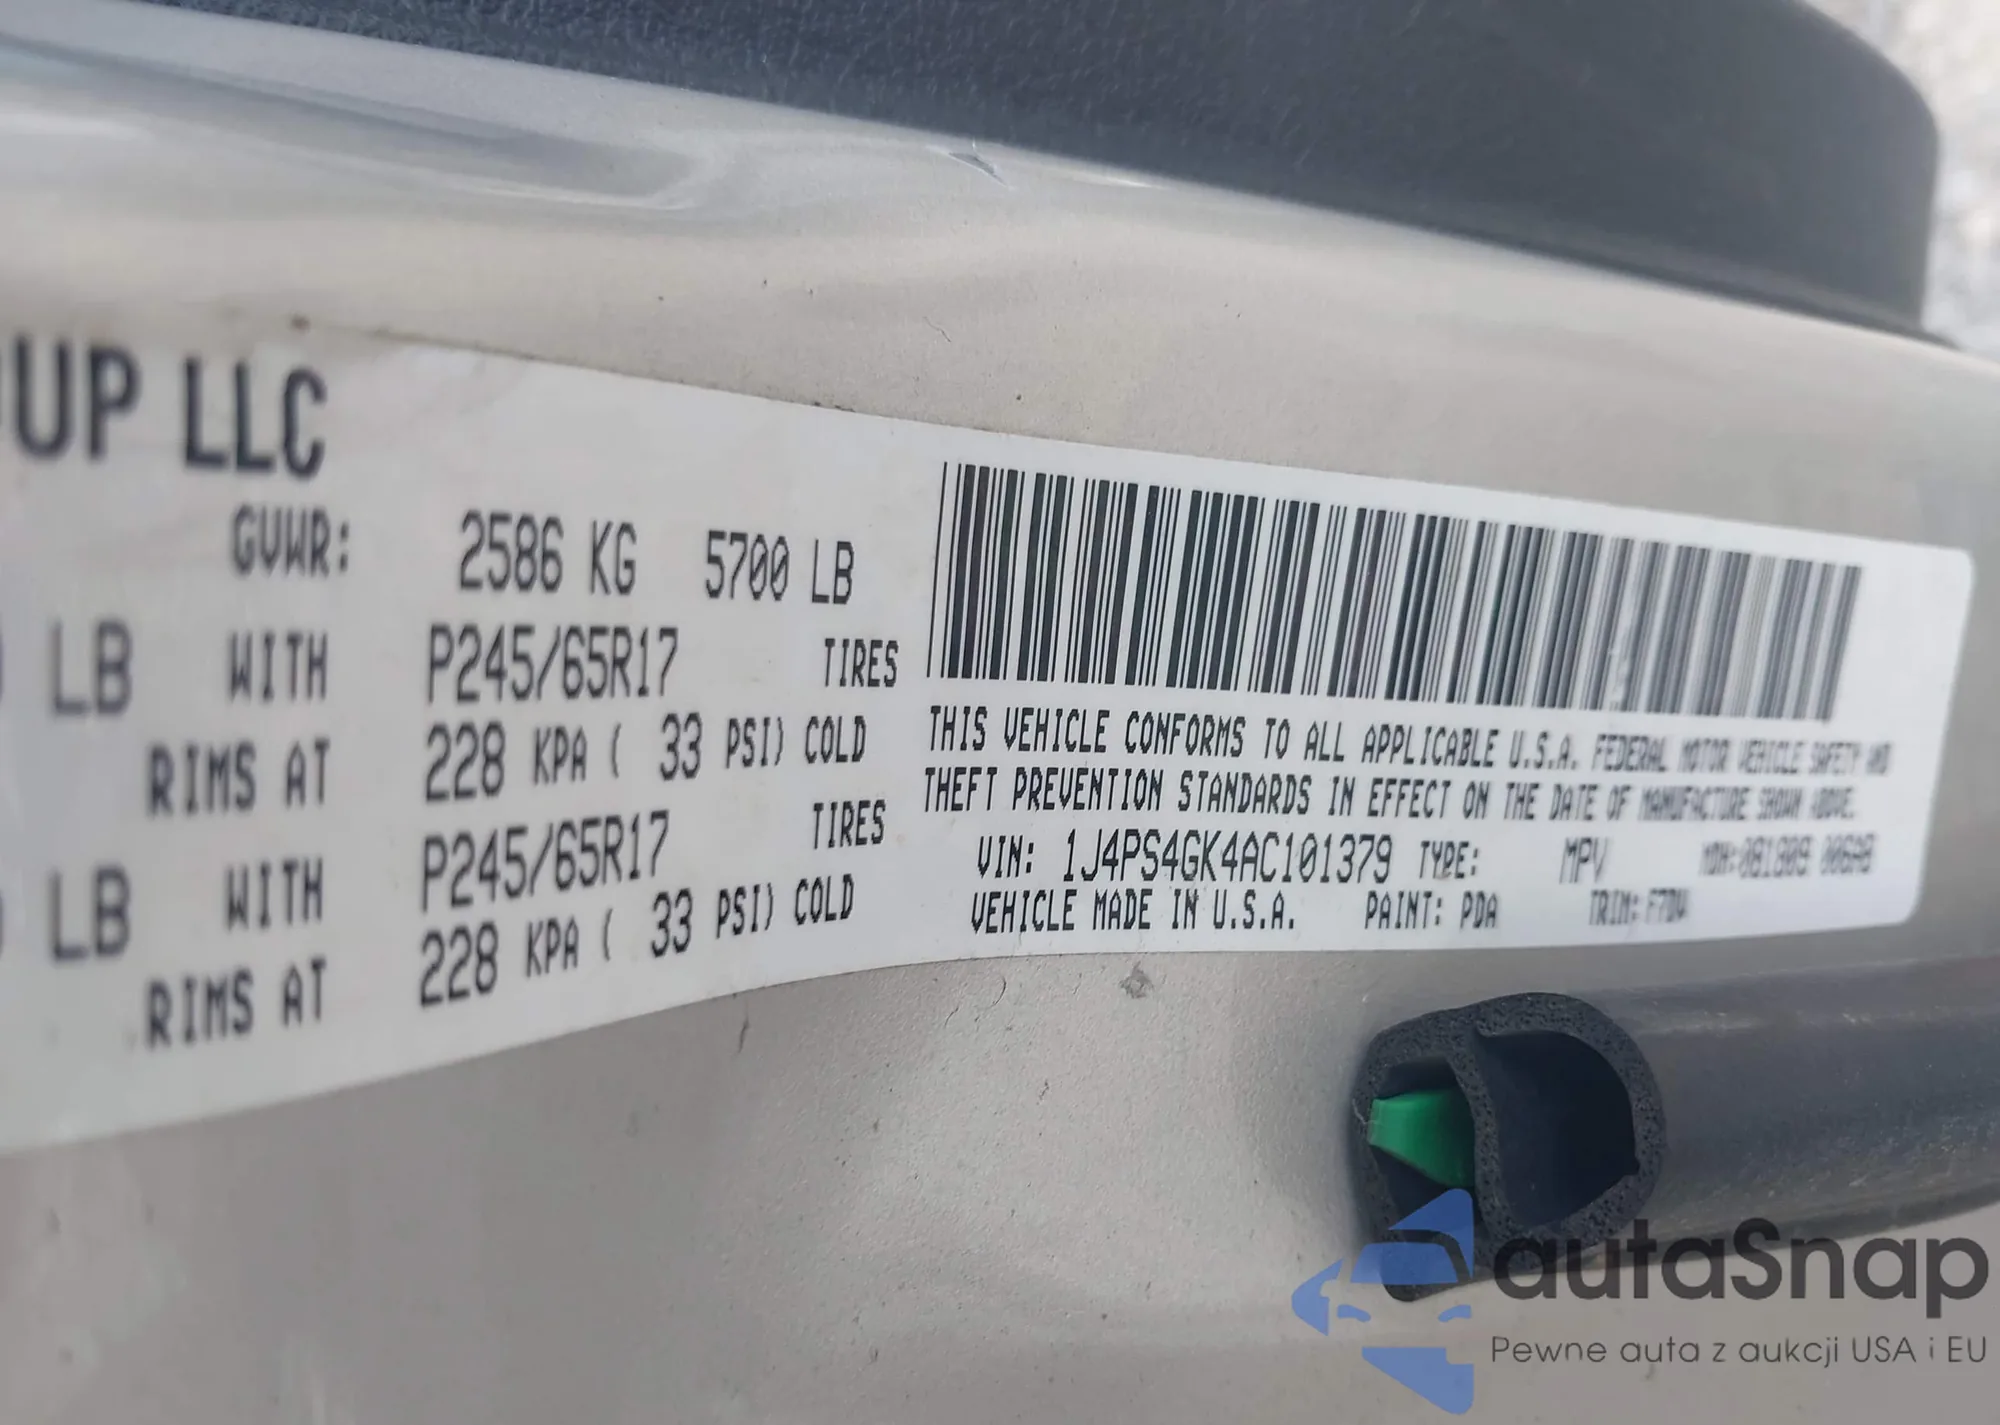 UP LLC
GVWR: 2586 KG 5700 LB
LB WITH P245/65R17 TIRES
RIMS AT 228 KPA ( 33 PSI) COLD
LB WITH P245/65R17 TIRES
RIMS AT 228 KPA ( 33 PSI) COLD
THIS VEHICLE CONFORMS TO ALL APPLICABLE U.S.A. FEDERAL MOTOR VEHICLE SAFETY AND
THEFT PREVENTION STANDARDS IN EFFECT ON THE DATE OF MANUFACTURE SHOWN ABOVE.
VIN: 1J4PS4GK4AC101379 TYPE: MPV MDH:
VEHICLE MADE IN U.S.A. PAINT: PDA TRIM:
autaSnap
Pewne auta z aukcji USA i EU